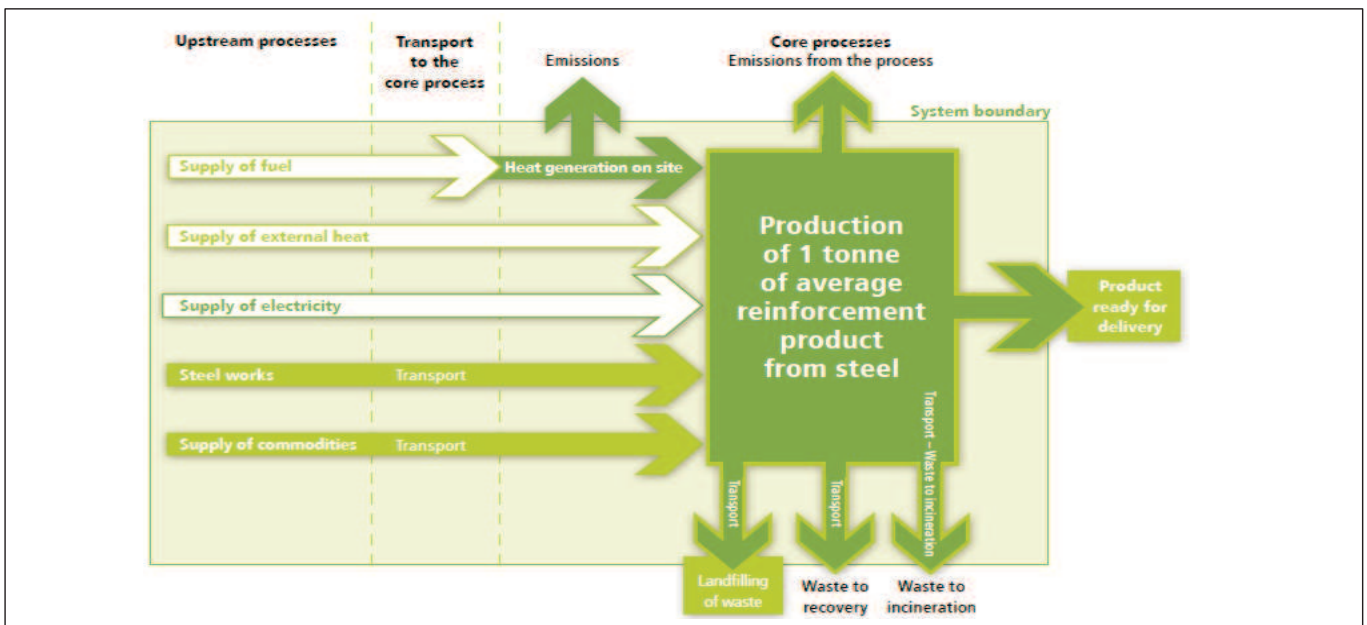 Upstream processes
Transport
to the
core process
Emissions
Core processes
Emissions from the process
System boundary
Supply of fuel
Heat generation on site
Supply of external heat
Supply of electricity
Steel works
Transport
Supply of commodities
Transport
Production
of 1 tonne
of average
reinforcement
product
from steel
Product
ready for
delivery
Transport
Transport
Transport – Waste to incineration
Landfilling
of waste
Waste to
recovery
Waste to
incineration